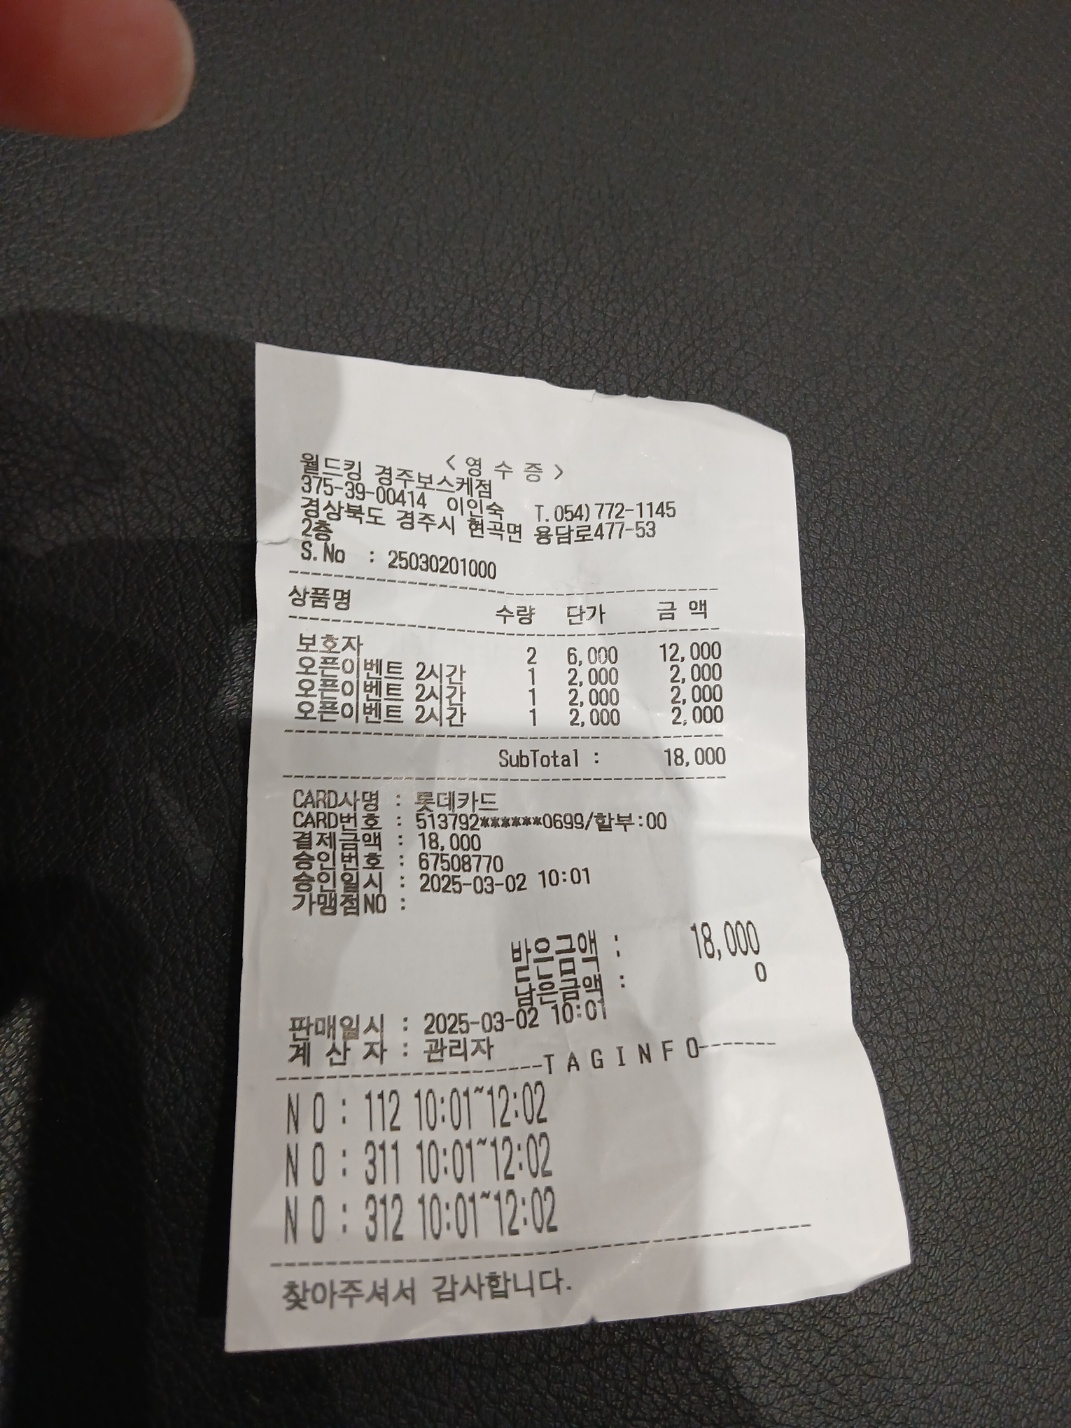 <영수증>
월드킹 경주보스케점
375-39-00414 이인숙 T.054)772-1145
경상북도 경주시 현곡면 용담로477-53
2층
S.No : 25030201000
상품명 수량 단가 금 액
보호자 2 6,000 12,000
오픈이벤트 2시간 1 2,000 2,000
오픈이벤트 2시간 1 2,000 2,000
오픈이벤트 2시간 1 2,000 2,000
SubTotal : 18,000
CARD사명 : 롯데카드
CARD번호 : 513792******0699/할부:00
결제금액 : 18,000
승인번호 : 67508770
승인일시 : 2025-03-02 10:01
가맹점NO :
받은금액 : 18,000
남은금액 : 0
판매일시 : 2025-03-02 10:01
계 산 자 : 관리자
T A G I N F O
N O : 112 10:01~12:02
N O : 311 10:01~12:02
N O : 312 10:01~12:02
찾아주셔서 감사합니다.